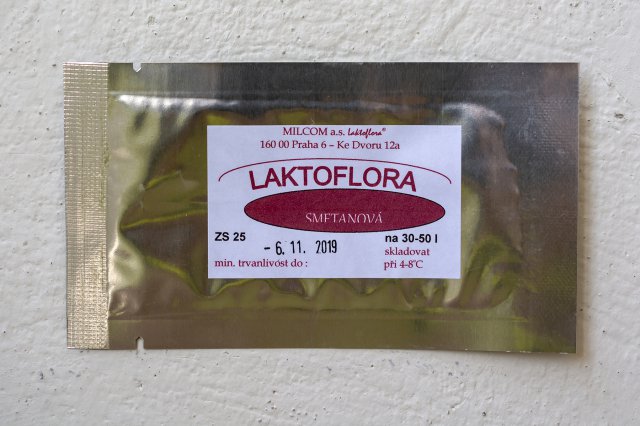 MILCOM a.s. laktoflora®
160 00 Praha 6 – Ke Dvoru 12a
LAKTOFLORA
SMETANOVÁ
ZS 25 - 6. 11. 2019 na 30-50 l
skladovat
min. trvanlivost do : při 4-8°C